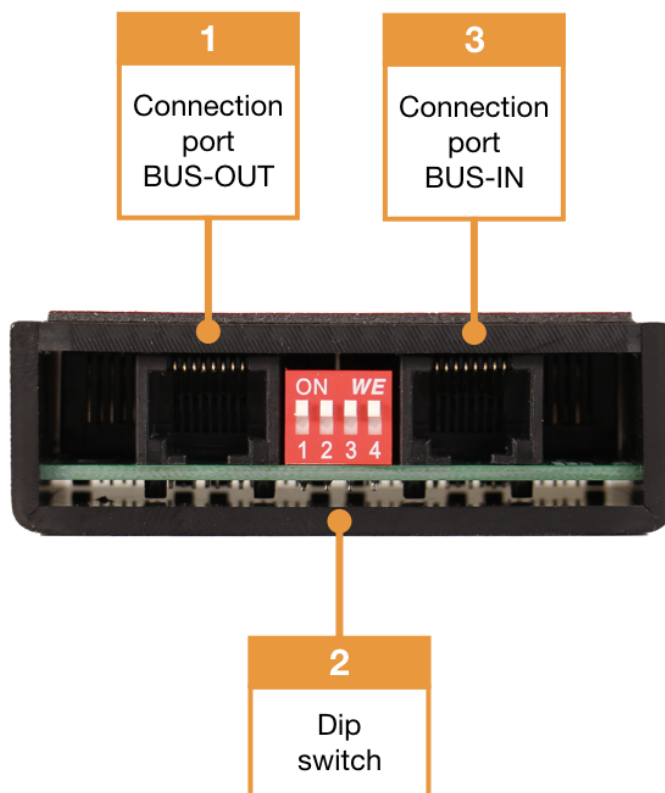 1
Connection
port
BUS-OUT
3
Connection
port
BUS-IN
ON WE
1 2 3 4
2
Dip
switch